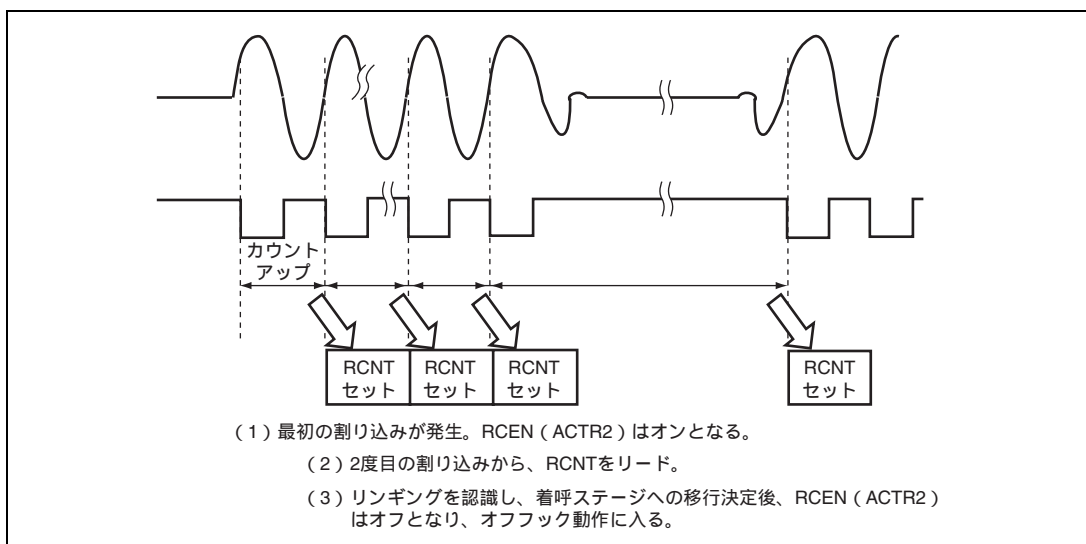 カウント
アップ
RCNT
セット
RCNT
セット
RCNT
セット
RCNT
セット
（1）最初の割り込みが発生。RCEN（ACTR2）はオンとなる。
（2）2度目の割り込みから、RCNTをリード。
（3）リンギングを認識し、着呼ステージへの移行決定後、RCEN（ACTR2）
はオフとなり、オフフック動作に入る。